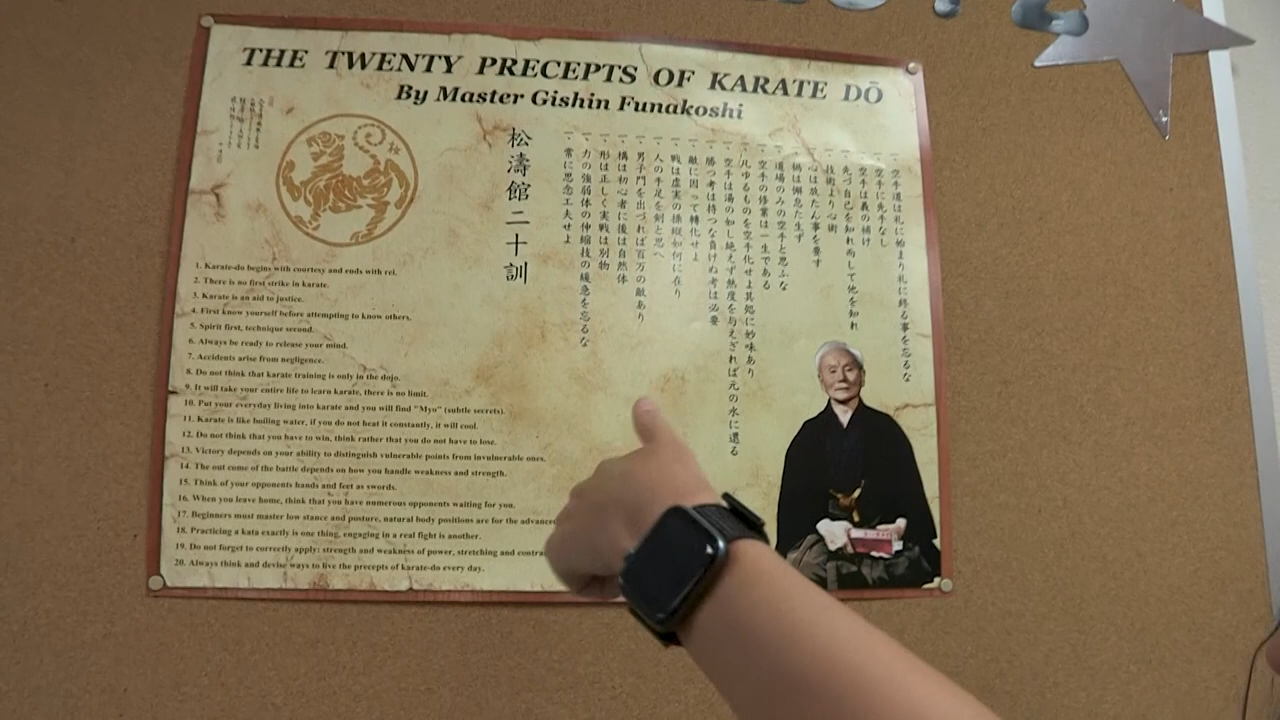 THE TWENTY PRECEPTS OF KARATE DŌ
By Master Gishin Funakoshi
松濤館二十訓
一、空手道は礼に始まり礼に終る事を忘るな
一、空手に先手なし
一、空手は義の補け
一、先づ自己を知れ而して他を知れ
一、技術より心術
一、心は放たん事を要す
一、禍は懈怠に生ず
一、道場のみの空手と思ふな
一、空手の修業は一生である
一、凡ゆるものを空手化せよ其処に妙味あり
一、空手は湯の如し絶えず熱度を与えざれば元の水に還る
一、勝つ考は持つな負けぬ考は必要
一、敵に因って轉化せよ
一、戦は虚実の操縦如何に在り
一、人の手足を剣と思へ
一、男子門を出づれば百万の敵あり
一、構は初心者に後は自然体
一、形は正しく実戦は別物
一、力の強弱体の伸縮技の緩急を忘るな
一、常に思念工夫せよ
1. Karate-do begins with courtesy and ends with rei.
2. There is no first strike in karate.
3. Karate is an aid to justice.
4. First know yourself before attempting to know others.
5. Spirit first, technique second.
6. Always be ready to release your mind.
7. Accidents arise from negligence.
8. Do not think that karate training is only in the dojo.
9. It will take your entire life to learn karate, there is no limit.
10. Put your everyday living into karate and you will find "Myo" (subtle secrets).
11. Karate is like boiling water, if you do not heat it constantly, it will cool.
12. Do not think that you have to win, think rather that you do not have to lose.
13. Victory depends on your ability to distinguish vulnerable points from invulnerable ones.
14. The out come of the battle depends on how you handle weakness and strength.
15. Think of your opponents hands and feet as swords.
16. When you leave home, think that you have numerous opponents waiting for you.
17. Beginners must master low stance and posture, natural body positions are for the advance
18. Practicing a kata exactly is one thing, engaging in a real fight is another.
19. Do not forget to correctly apply: strength and weakness of power, stretching and contra
20. Always think and devise ways to live the precepts of karate-do every day.